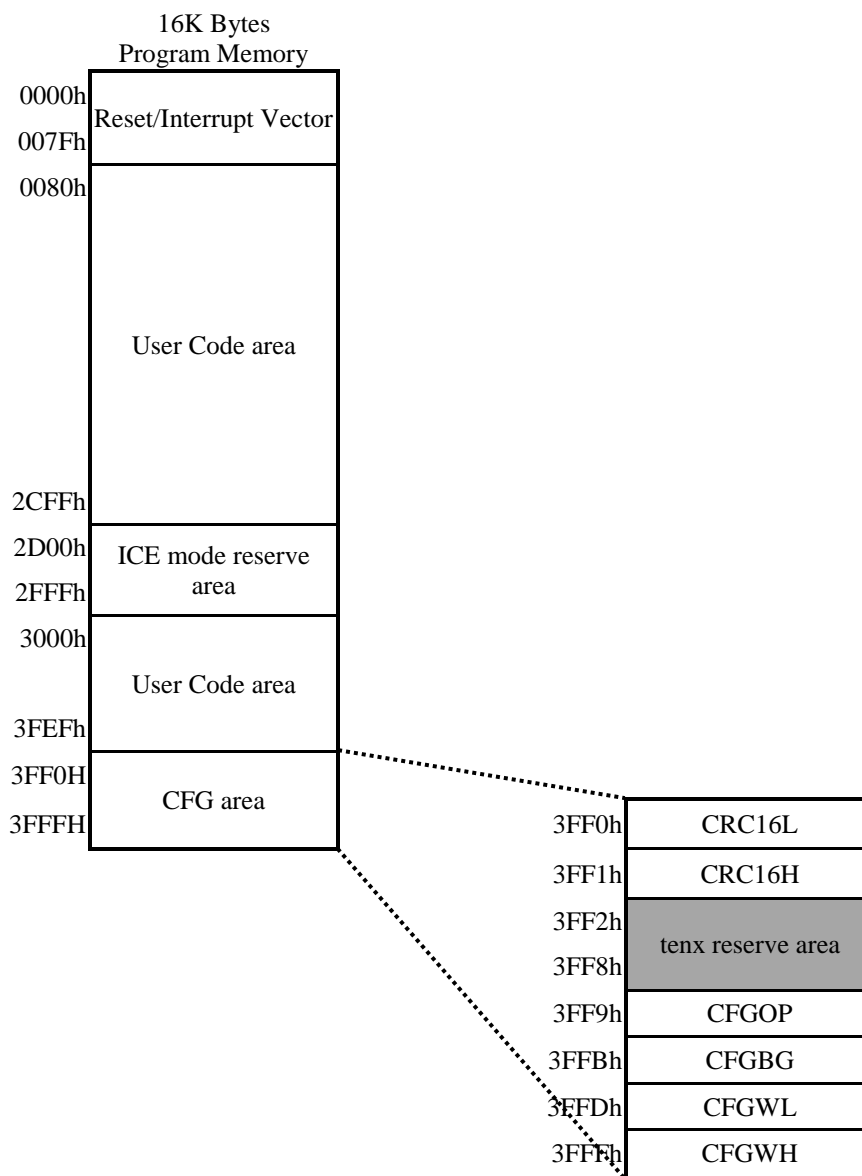 16K Bytes
Program Memory
0000h
Reset/Interrupt Vector
007Fh
0080h
User Code area
2CFFh
2D00h
ICE mode reserve
area
2FFFh
3000h
User Code area
3FEFh
3FF0H
CFG area
3FFFH
3FF0h
CRC16L
3FF1h
CRC16H
3FF2h
tenx reserve area
3FF8h
3FF9h
CFGOP
3FFBh
CFGBG
3FFDh
CFGWL
3FFFh
CFGWH